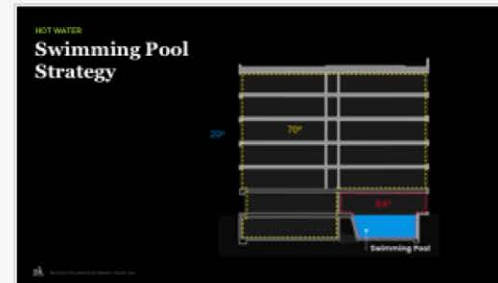 HOT WATER
Swimming Pool
Strategy
20°
70°
84°
Swimming Pool